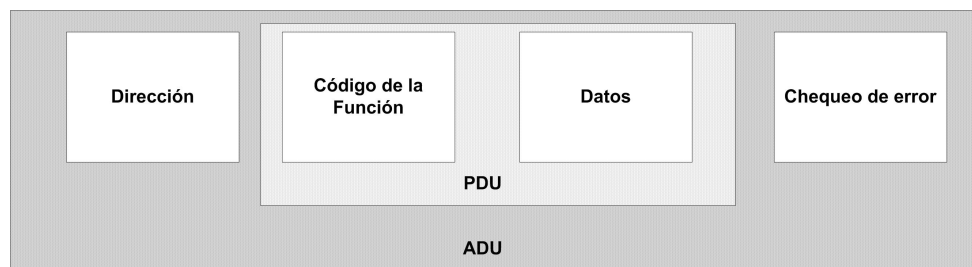 Dirección
Código de la
Función
Datos
Chequeo de error
PDU
ADU